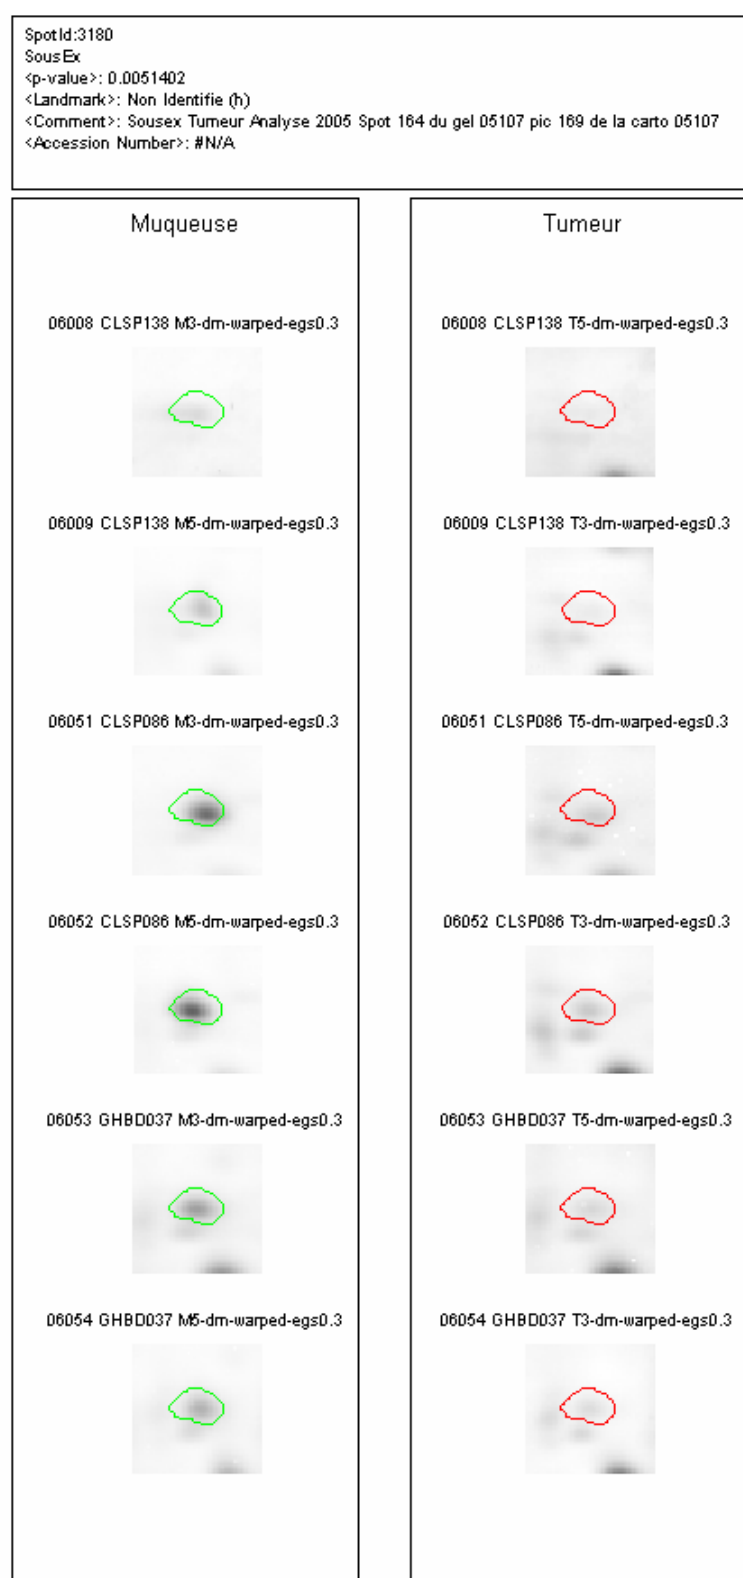 SpotId:3180
SousEx
<p-value>: 0.0051402
<Landmark>: Non Identifie (h)
<Comment>: Sousex Tumeur Analyse 2005 Spot 164 du gel 05107 pic 169 de la carto 05107
<Accession Number>: #N/A
Muqueuse
Tumeur
06008 CLSP138 M3-dm-warped-egs0.3
06008 CLSP138 T5-dm-warped-egs0.3
06009 CLSP138 M5-dm-warped-egs0.3
06009 CLSP138 T3-dm-warped-egs0.3
06051 CLSP086 M3-dm-warped-egs0.3
06051 CLSP086 T5-dm-warped-egs0.3
06052 CLSP086 M5-dm-warped-egs0.3
06052 CLSP086 T3-dm-warped-egs0.3
06053 GHBD037 M3-dm-warped-egs0.3
06053 GHBD037 T5-dm-warped-egs0.3
06054 GHBD037 M5-dm-warped-egs0.3
06054 GHBD037 T3-dm-warped-egs0.3